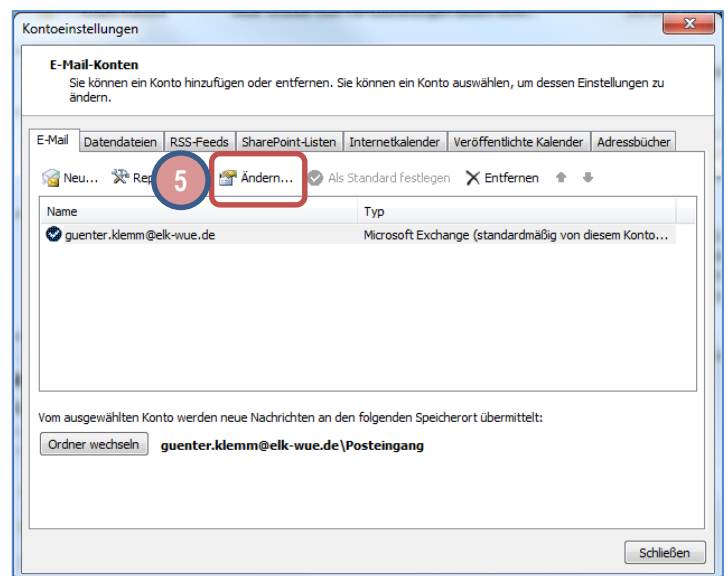 Kontoeinstellungen
E-Mail-Konten
Sie können ein Konto hinzufügen oder entfernen. Sie können ein Konto auswählen, um dessen Einstellungen zu
ändern.
E-Mail Datendateien RSS-Feeds SharePoint-Listen Internetkalender Veröffentlichte Kalender Adressbücher
Neu... 5 Ändern... Als Standard festlegen Entfernen
Name Typ
guenter.klemm@elk-wue.de Microsoft Exchange (standardmäßig von diesem Konto...
Vom ausgewählten Konto werden neue Nachrichten an den folgenden Speicherort übermittelt:
Ordner wechseln guenter.klemm@elk-wue.de\Posteingang
Schließen